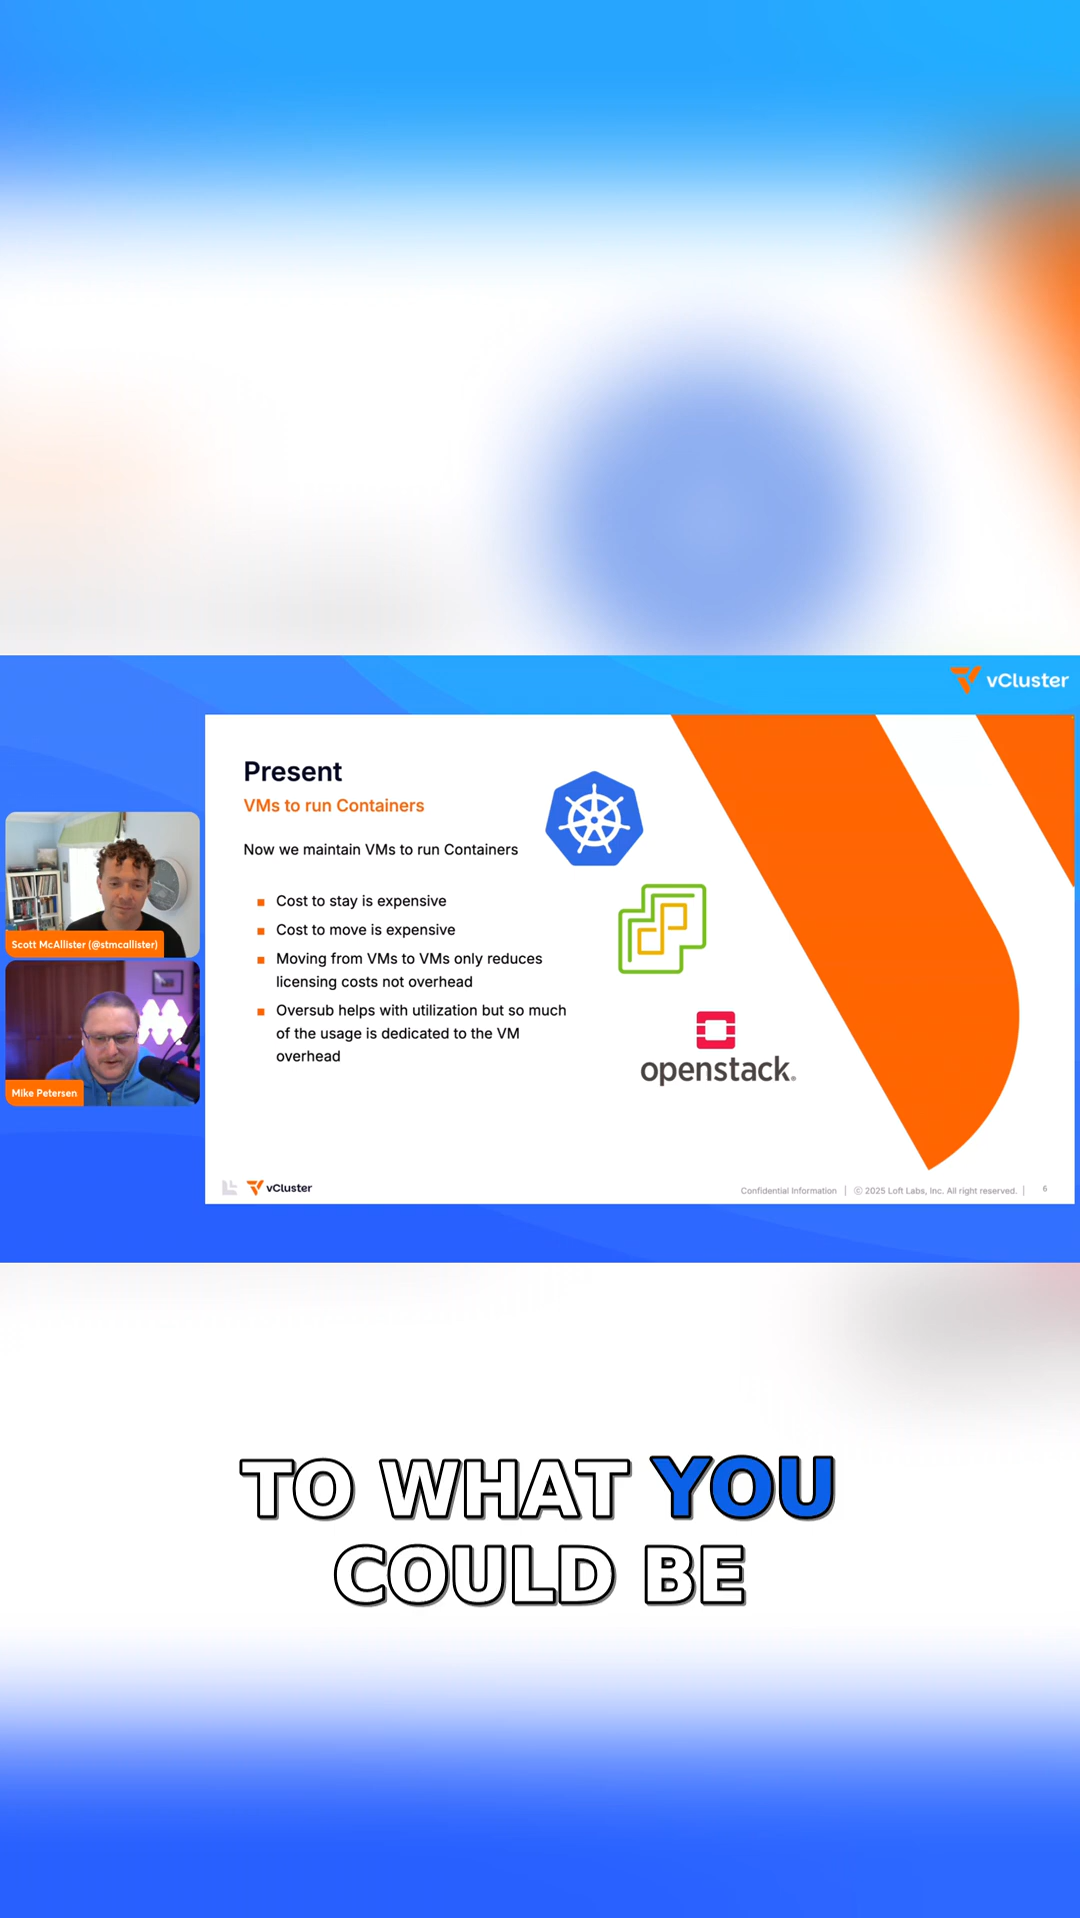 vCluster
Present
VMs to run Containers
Now we maintain VMs to run Containers
Cost to stay is expensive
Cost to move is expensive
Moving from VMs to VMs only reduces
licensing costs not overhead
Oversub helps with utilization but so much
of the usage is dedicated to the VM
overhead
openstack.
Scott McAllister (@stmcallister)
Mike Petersen
vCluster
Confidential Information | © 2025 Loft Labs, Inc. All right reserved. | 6
TO WHAT YOU
COULD BE